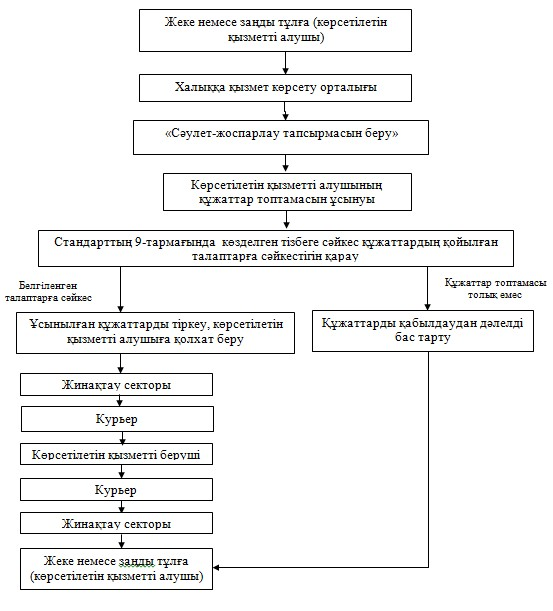 Жеке немесе заңды тұлға (көрсетілетін
қызметті алушы)
Халыққа қызмет көрсету орталығы
«Сәулет-жоспарлау тапсырмасын беру»
Көрсетілетін қызметті алушының
құжаттар топтамасын ұсынуы
Стандарттың 9-тармағында көзделген тізбеге сәйкес құжаттардың қойылған
талаптарға сәйкестігін қарау
Белгіленген
талаптарға сәйкес
Құжаттар топтамасы
толық емес
Ұсынылған құжаттарды тіркеу, көрсетілетін
қызметті алушыға қолхат беру
Құжаттарды қабылдаудан дәлелді
бас тарту
Жинақтау секторы
Курьер
Көрсетілетін қызметті беруші
Курьер
Жинақтау секторы
Жеке немесе заңды тұлға
(көрсетілетін қызметті алушы)